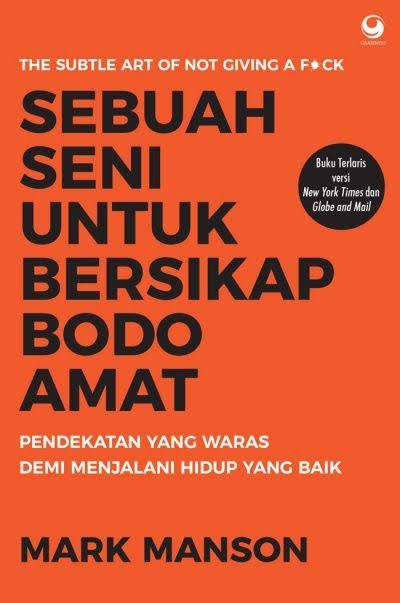 GRASINDO
THE SUBTLE ART OF NOT GIVING A F*CK
SEBUAH
SENI
UNTUK
BERSIKAP
BODO
AMAT
Buku Terlaris
versi
New York Times dan
Globe and Mail
PENDEKATAN YANG WARAS
DEMI MENJALANI HIDUP YANG BAIK
MARK MANSON